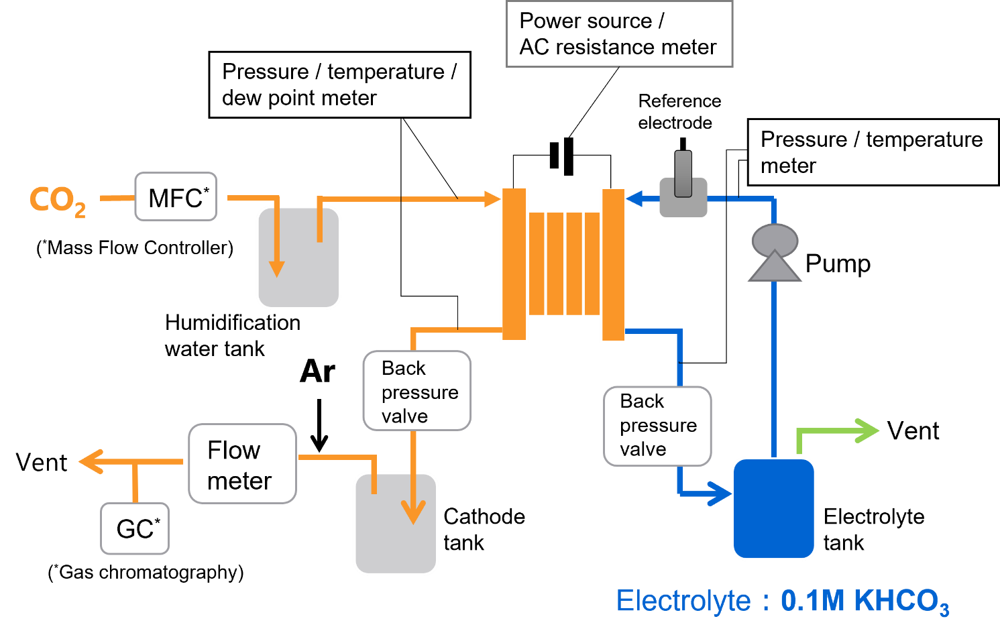 Power source /
AC resistance meter
Pressure / temperature /
dew point meter
Reference
electrode
Pressure / temperature
meter
CO₂
MFC*
(*Mass Flow Controller)
Pump
Humidification
water tank
Ar
Back
pressure
valve
Back
pressure
valve
Vent
Flow
meter
Vent
GC*
(*Gas chromatography)
Cathode
tank
Electrolyte
tank
Electrolyte : 0.1M KHCO₃